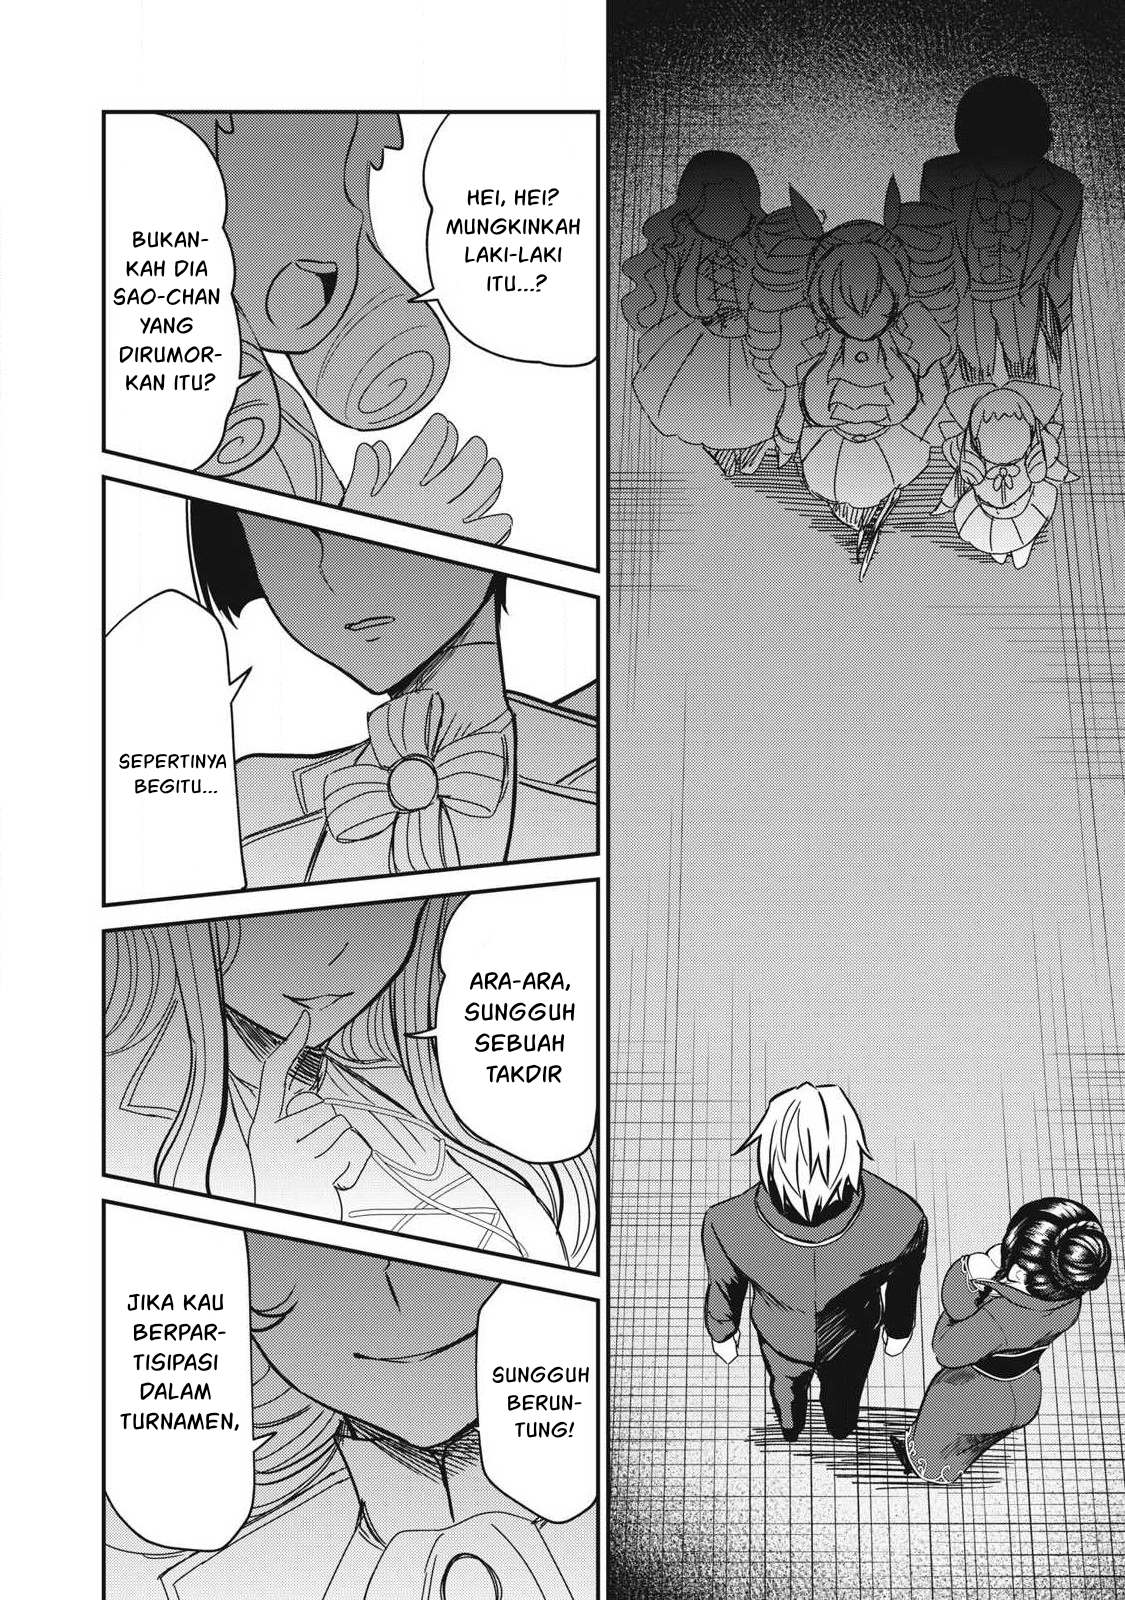 HEI, HEI?
MUNGKINKAH
LAKI-LAKI
ITU...?
BUKAN-
KAH DIA
SAO-CHAN
YANG
DIRUMOR-
KAN ITU?
SEPERTINYA
BEGITU...
ARA-ARA,
SUNGGUH
SEBUAH
TAKDIR
SUNGGUH
BERUN-
TUNG!
JIKA KAU
BERPAR-
TISIPASI
DALAM
TURNAMEN,